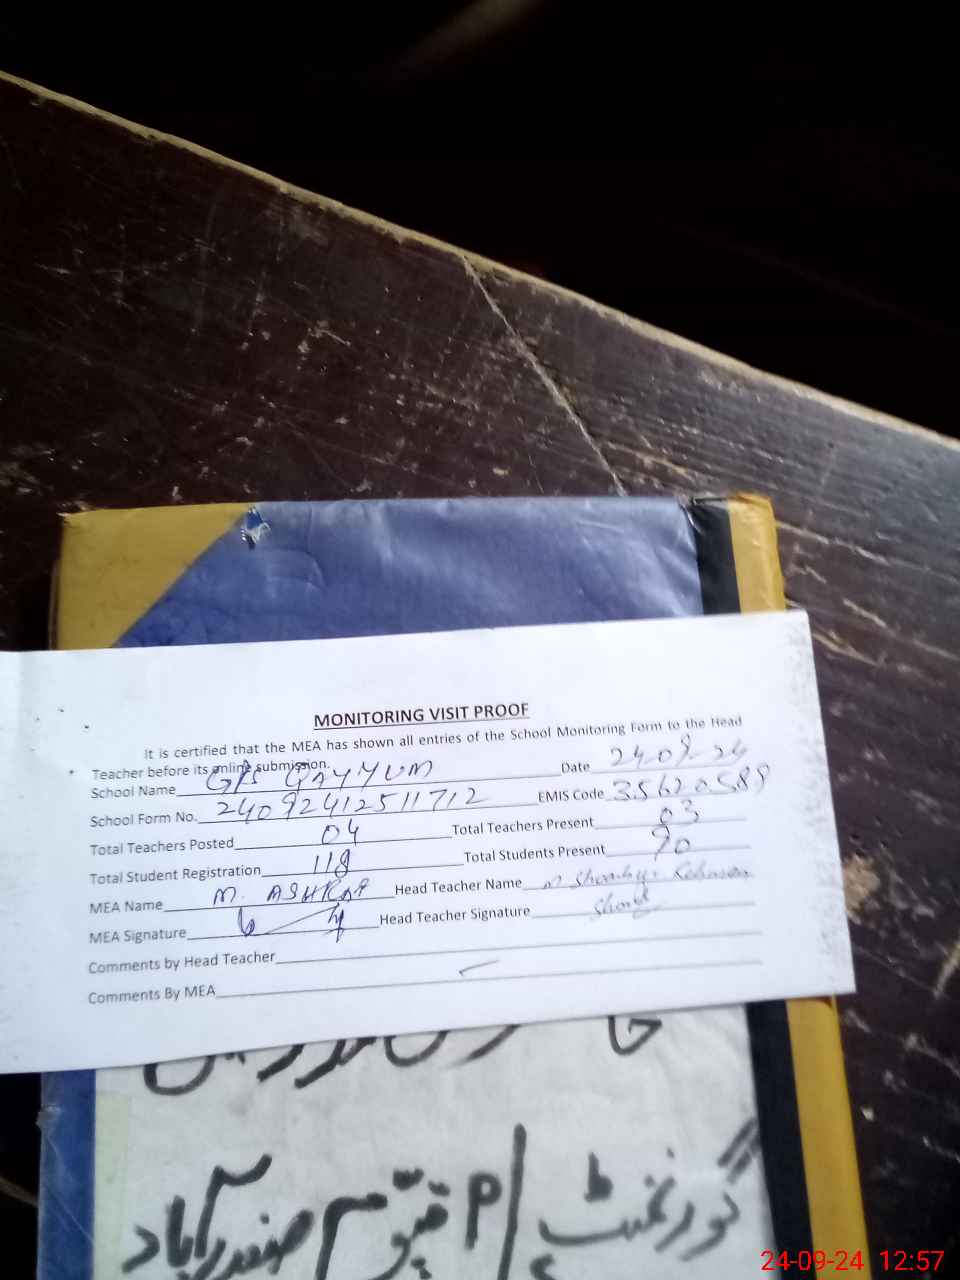 MONITORING VISIT PROOF
It is certified that the MEA has shown all entries of the School Monitoring Form to the Head
Teacher before its online submission.
School Name GPS QAYYUM Date 24-09-24
School Form No. 24092412511712 EMIS Code 35620589
Total Teachers Posted 04 Total Teachers Present 03
Total Student Registration 118 Total Students Present 90
MEA Name M. ASHRAF Head Teacher Name M
MEA Signature Head Teacher Signature
Comments by Head Teacher
Comments By MEA
گورنمنٹ قیوم صفدرآباد
24-09-24 12:57